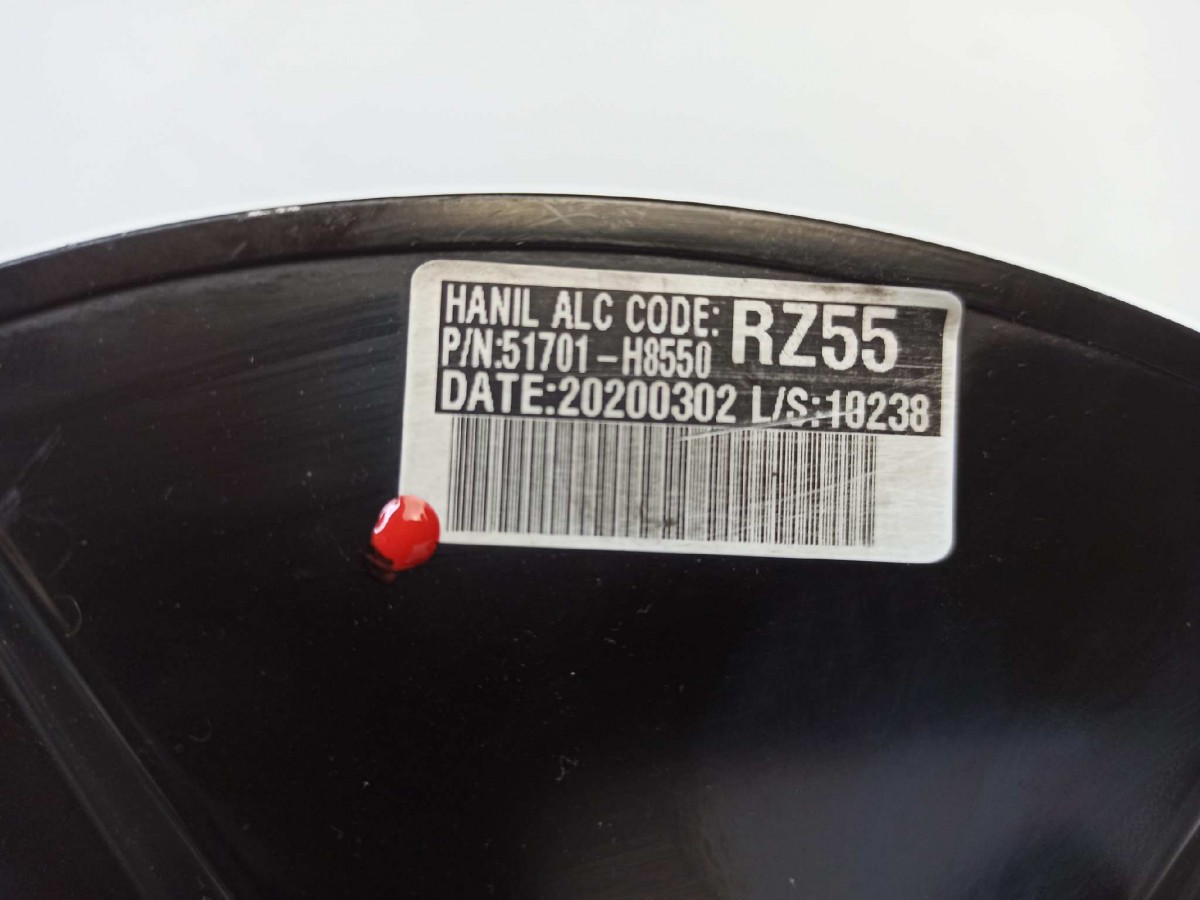 HANIL ALC CODE: RZ55
P/N:51701-H8550
DATE:20200302 L/S:10238